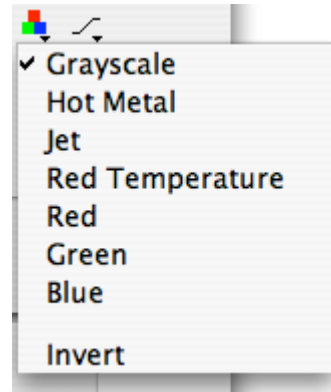 Grayscale
Hot Metal
Jet
Red Temperature
Red
Green
Blue
Invert